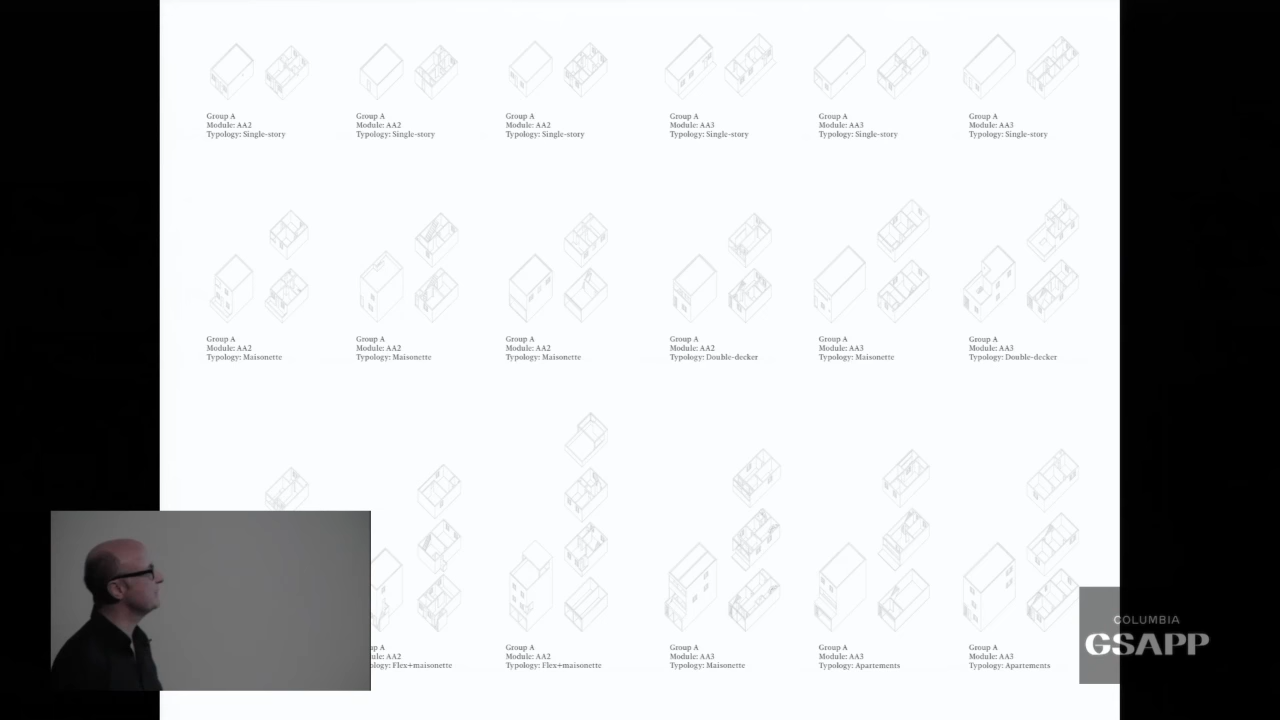 Group A
Module: AA2
Typology: Single-story
Group A
Module: AA2
Typology: Single-story
Group A
Module: AA2
Typology: Single-story
Group A
Module: AA3
Typology: Single-story
Group A
Module: AA3
Typology: Single-story
Group A
Module: AA3
Typology: Single-story
Group A
Module: AA2
Typology: Maisonette
Group A
Module: AA2
Typology: Maisonette
Group A
Module: AA2
Typology: Maisonette
Group A
Module: AA2
Typology: Double-decker
Group A
Module: AA3
Typology: Maisonette
Group A
Module: AA3
Typology: Double-decker
up A
ule: AA2
ology: Flex+maisonette
Group A
Module: AA2
Typology: Flex+maisonette
Group A
Module: AA3
Typology: Maisonette
Group A
Module: AA3
Typology: Apartements
Group A
Module: AA3
Typology: Apartements
COLUMBIA
GSAPP